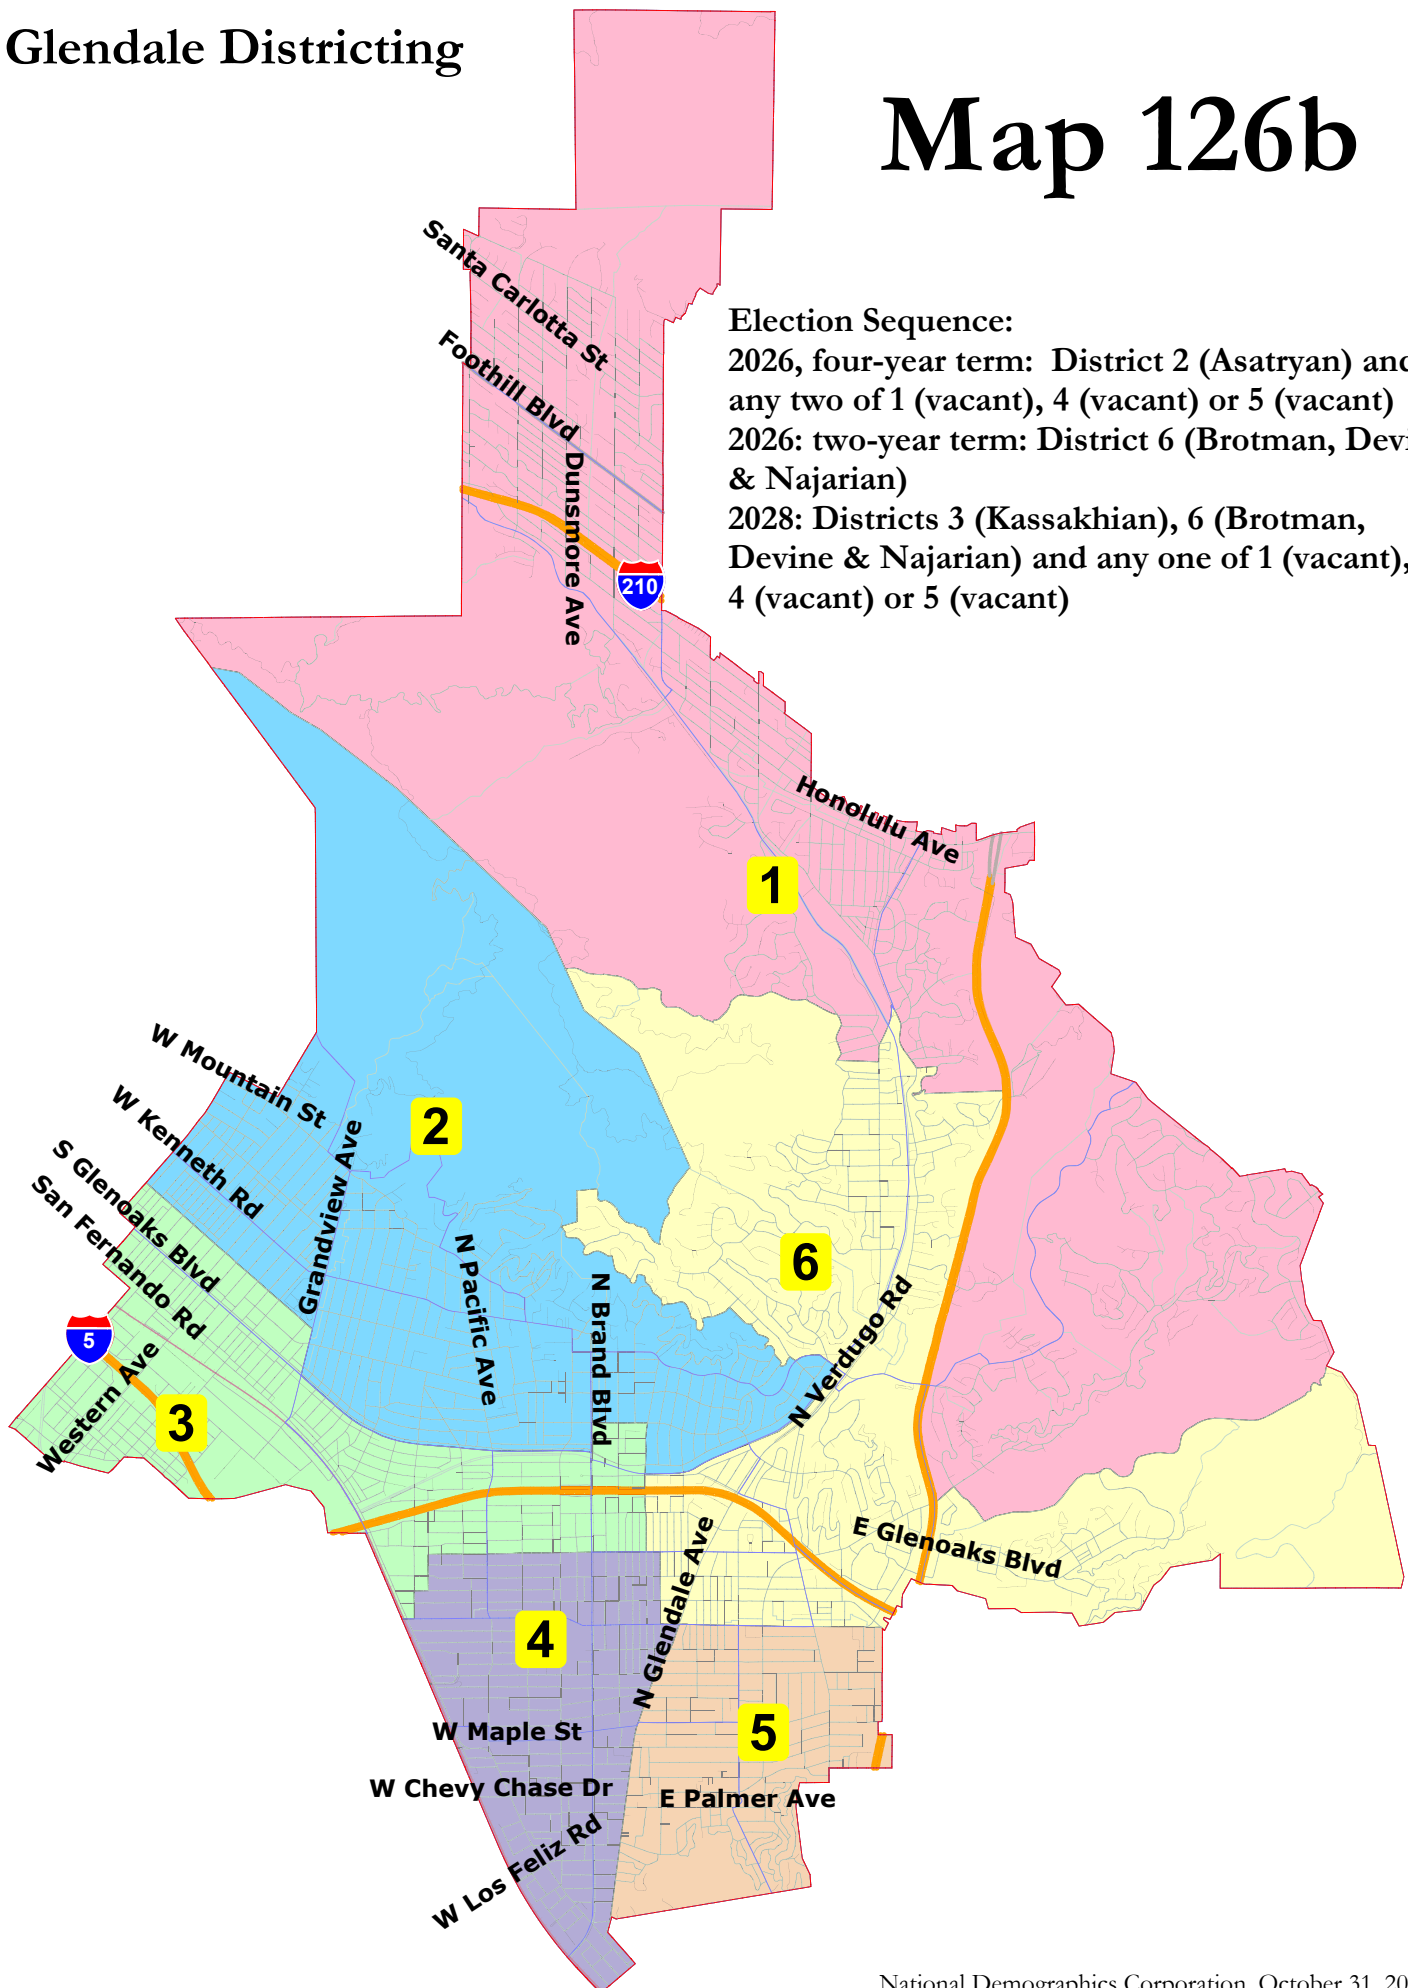 Glendale Districting
Map 126b
Election Sequence:
2026, four-year term: District 2 (Asatryan) and
any two of 1 (vacant), 4 (vacant) or 5 (vacant)
2026: two-year term: District 6 (Brotman, Devi
& Najarian)
2028: Districts 3 (Kassakhian), 6 (Brotman,
Devine & Najarian) and any one of 1 (vacant),
4 (vacant) or 5 (vacant)
Santa Carlotta St
Foothill Blvd
Dunsmore Ave
210
Honolulu Ave
1
W Mountain St
W Kenneth Rd
S Glenoaks Blvd
San Fernando Rd
Grandview Ave
2
N Pacific Ave
N Brand Blvd
6
N Verdugo Rd
5
Western Ave
3
E Glenoaks Blvd
N Glendale Ave
4
5
W Maple St
W Chevy Chase Dr
E Palmer Ave
W Los Feliz Rd
National Demographics Corporation, October 31, 20